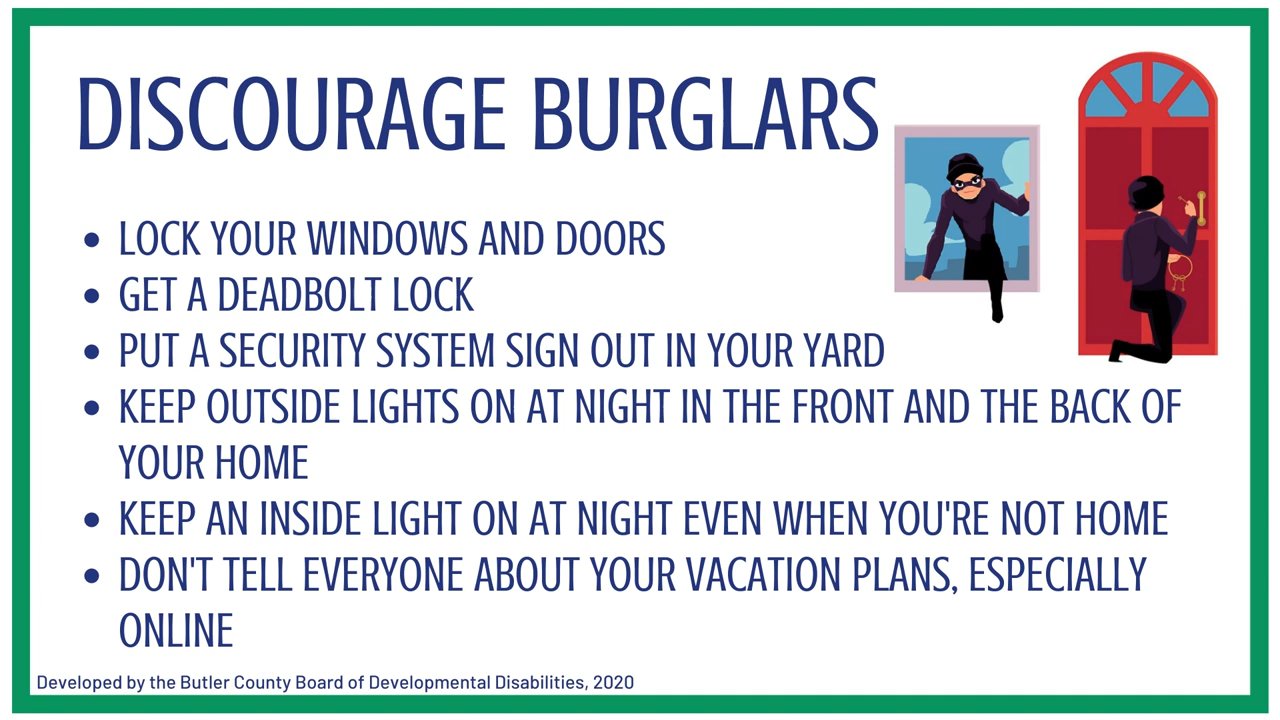 DISCOURAGE BURGLARS
• LOCK YOUR WINDOWS AND DOORS
• GET A DEADBOLT LOCK
• PUT A SECURITY SYSTEM SIGN OUT IN YOUR YARD
• KEEP OUTSIDE LIGHTS ON AT NIGHT IN THE FRONT AND THE BACK OF
YOUR HOME
• KEEP AN INSIDE LIGHT ON AT NIGHT EVEN WHEN YOU'RE NOT HOME
• DON'T TELL EVERYONE ABOUT YOUR VACATION PLANS, ESPECIALLY
ONLINE
Developed by the Butler County Board of Developmental Disabilities, 2020